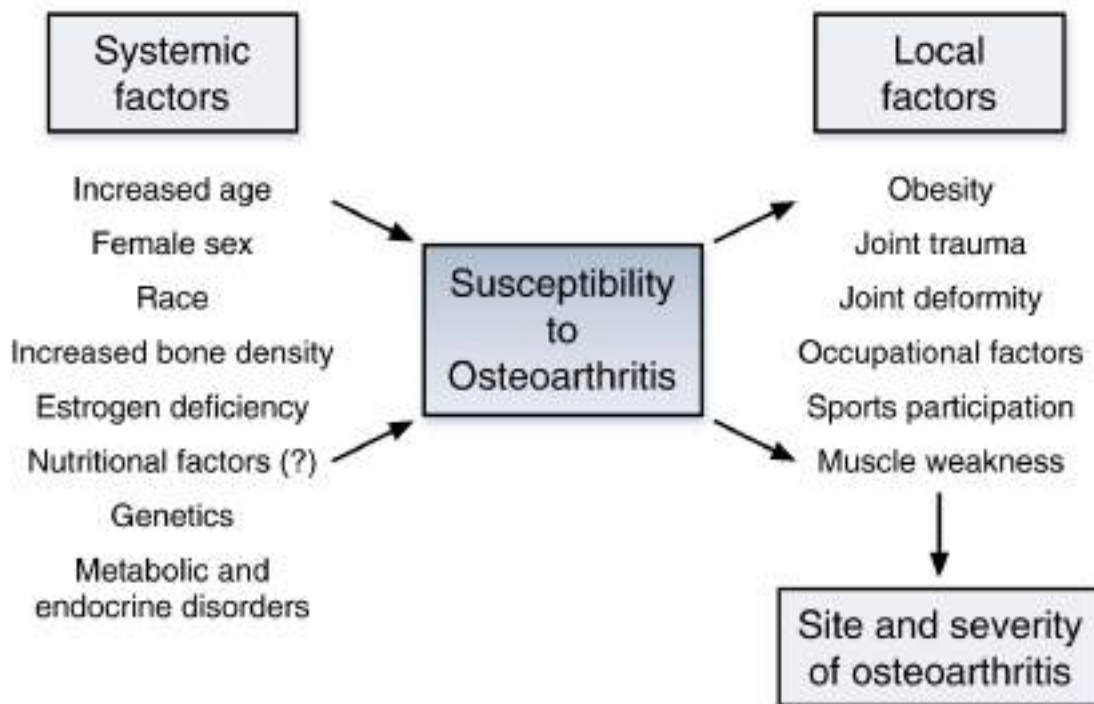 Systemic
factors
Increased age
Female sex
Race
Increased bone density
Estrogen deficiency
Nutritional factors (?)
Genetics
Metabolic and
endocrine disorders
Susceptibility
to
Osteoarthritis
Local
factors
Obesity
Joint trauma
Joint deformity
Occupational factors
Sports participation
Muscle weakness
Site and severity
of osteoarthritis